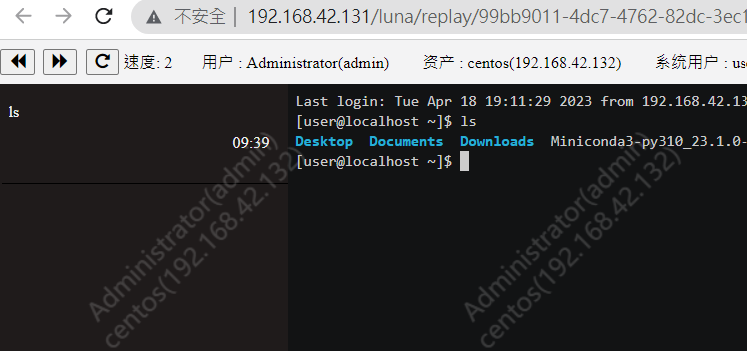 不安全 192.168.42.131/luna/replay/99bb9011-4dc7-4762-82dc-3ec1
速度: 2 用户 : Administrator(admin) 资产 : centos(192.168.42.132) 系统用户 : use
ls
09:39
Last login: Tue Apr 18 19:11:29 2023 from 192.168.42.13
[user@localhost ~]$ ls
Desktop Documents Downloads Miniconda3-py310_23.1.0-
[user@localhost ~]$
Administrator(admin)
centos(192.168.42.132)
Administrator(admin)
centos(192.168.42.132)